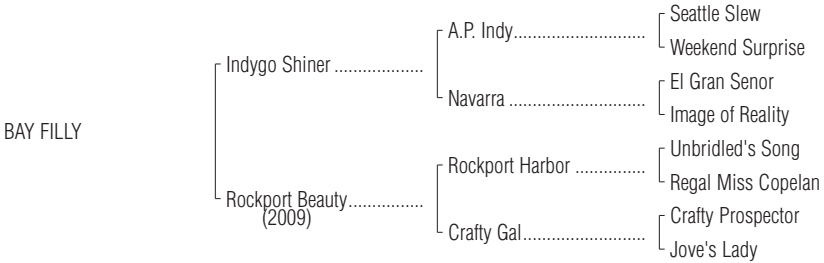 Seattle Slew
A.P. Indy..............................
Weekend Surprise
Indygo Shiner ....................
El Gran Senor
Navarra ...............................
Image of Reality
BAY FILLY
Unbridled's Song
Rockport Harbor ................
Regal Miss Copelan
Rockport Beauty.................
(2009)
Crafty Prospector
Crafty Gal............................
Jove's Lady